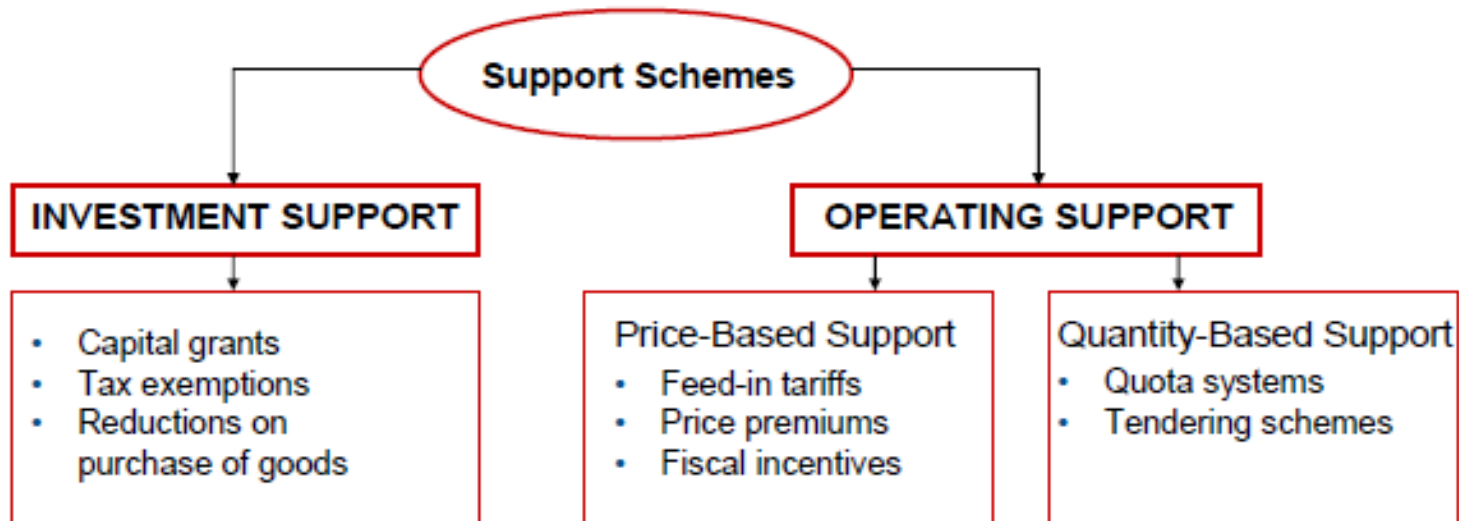 Support Schemes
INVESTMENT SUPPORT
OPERATING SUPPORT
• Capital grants
• Tax exemptions
• Reductions on
purchase of goods
Price-Based Support
• Feed-in tariffs
• Price premiums
• Fiscal incentives
Quantity-Based Support
• Quota systems
• Tendering schemes